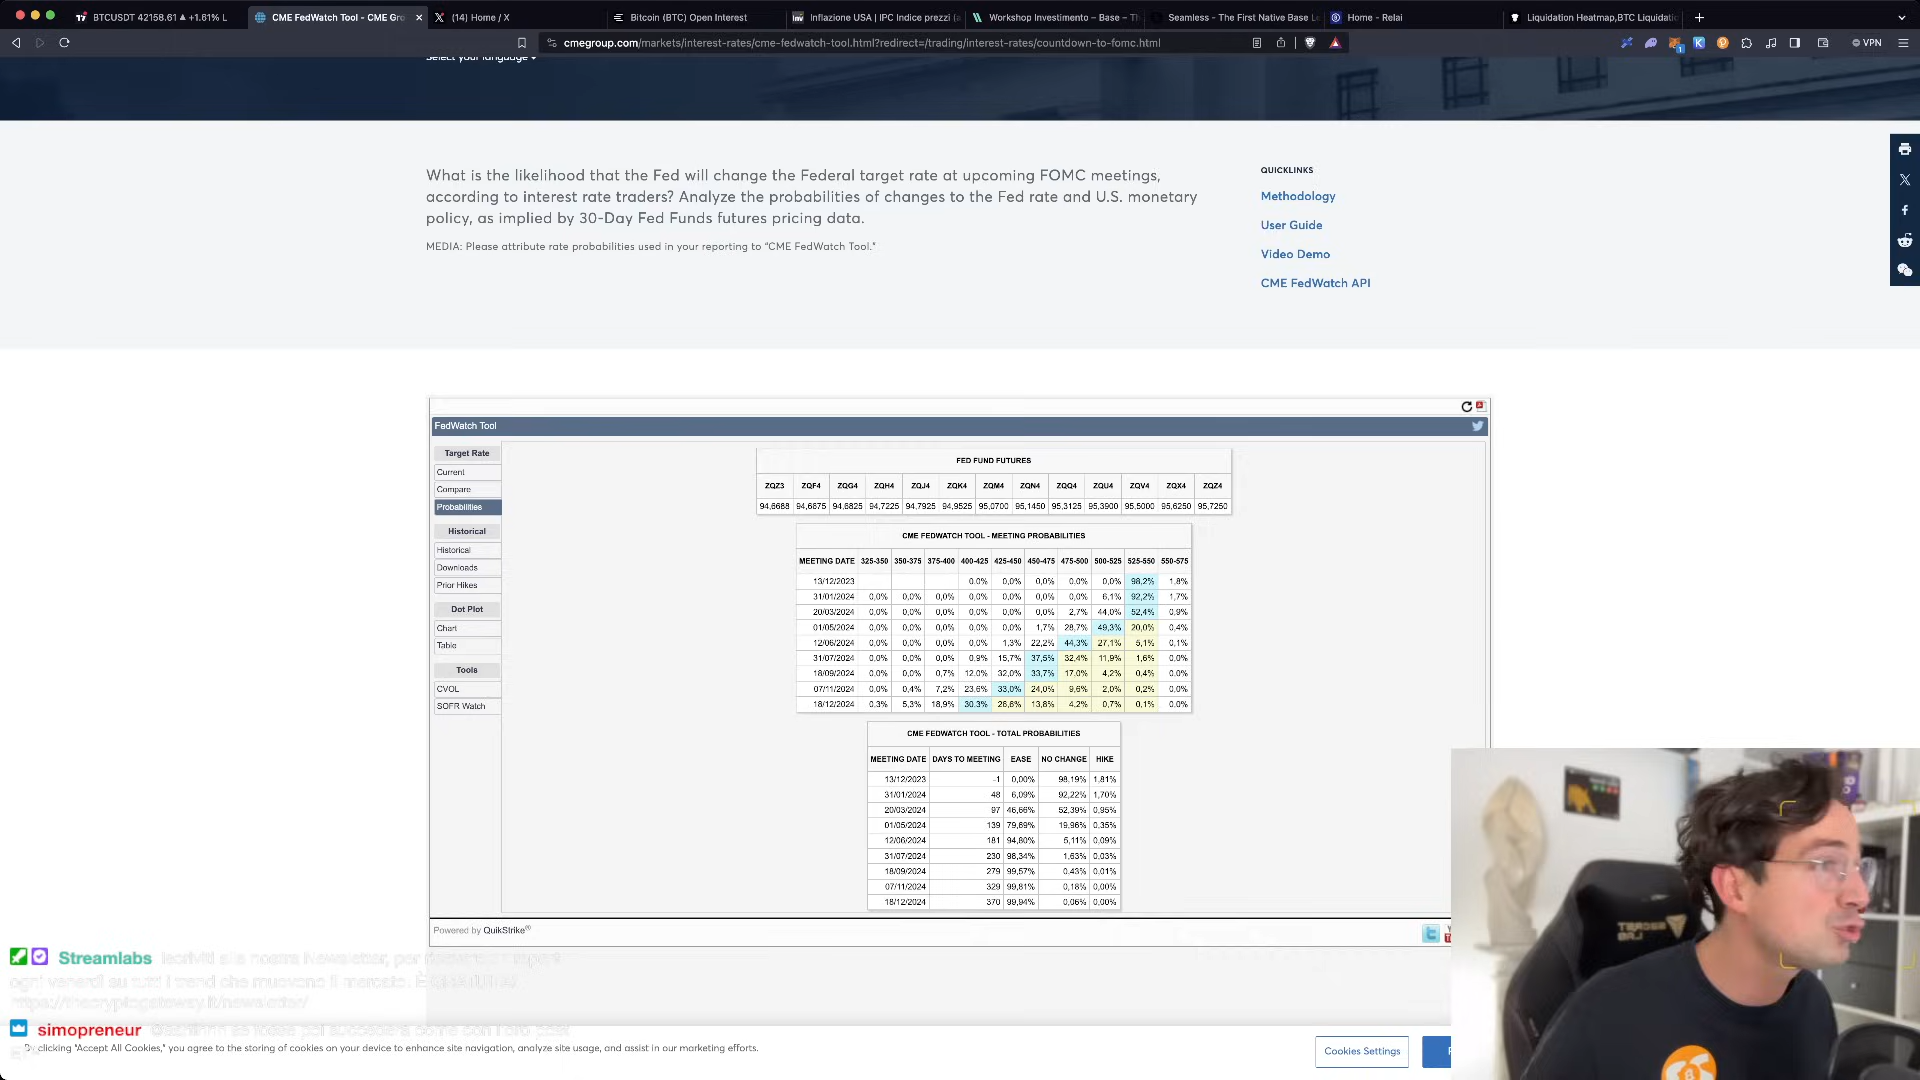 BTCUSDT 42158.61 ▲ +1.61% L
CME FedWatch Tool - CME Gro
(14) Home / X
Bitcoin (BTC) Open Interest
Inflazione USA | IPC Indice prezzi (a
Workshop Investimento – Base – T
Seamless - The First Native Base L
Home - Relai
Liquidation Heatmap,BTC Liquidati
cmegroup.com/markets/interest-rates/cme-fedwatch-tool.html?redirect=/trading/interest-rates/countdown-to-fomc.html
VPN
Select your language
What is the likelihood that the Fed will change the Federal target rate at upcoming FOMC meetings,
according to interest rate traders? Analyze the probabilities of changes to the Fed rate and U.S. monetary
policy, as implied by 30-Day Fed Funds futures pricing data.
MEDIA: Please attribute rate probabilities used in your reporting to “CME FedWatch Tool.”
QUICKLINKS
Methodology
User Guide
Video Demo
CME FedWatch API
FedWatch Tool
Target Rate
Current
Compare
Probabilities
Historical
Historical
Downloads
Prior Hikes
Dot Plot
Chart
Table
Tools
CVOL
SOFR Watch
FED FUND FUTURES
ZQZ3 ZQF4 ZQG4 ZQH4 ZQJ4 ZQK4 ZQM4 ZQN4 ZQQ4 ZQU4 ZQV4 ZQX4 ZQZ4
94,6688 94,6675 94,6825 94,7225 94,7925 94,9525 95,0700 95,1450 95,3125 95,3900 95,5000 95,6250 95,7250
CME FEDWATCH TOOL - MEETING PROBABILITIES
MEETING DATE 325-350 350-375 375-400 400-425 425-450 450-475 475-500 500-525 525-550 550-575
13/12/2023 0.0% 0,0% 0,0% 0,0% 0,0% 98,2% 1,8%
31/01/2024 0,0% 0,0% 0,0% 0,0% 0,0% 0,0% 0,0% 6,1% 92,2% 1,7%
20/03/2024 0,0% 0,0% 0,0% 0,0% 0,0% 0,0% 2,7% 44,0% 52,4% 0,9%
01/05/2024 0,0% 0,0% 0,0% 0,0% 0,0% 1,7% 28,7% 49,3% 20,0% 0,4%
12/06/2024 0,0% 0,0% 0,0% 0,0% 1,3% 22,2% 44,3% 27,1% 5,1% 0,1%
31/07/2024 0,0% 0,0% 0,0% 0,9% 15,7% 37,5% 32,4% 11,9% 1,6% 0,0%
18/09/2024 0,0% 0,0% 0,7% 12,0% 32,0% 33,7% 17,0% 4,2% 0,4% 0,0%
07/11/2024 0,0% 0,4% 7,2% 23,6% 33,0% 24,0% 9,6% 2,0% 0,2% 0,0%
18/12/2024 0,3% 5,3% 18,9% 30,3% 26,6% 13,8% 4,2% 0,7% 0,1% 0,0%
CME FEDWATCH TOOL - TOTAL PROBABILITIES
MEETING DATE DAYS TO MEETING EASE NO CHANGE HIKE
13/12/2023 -1 0,00% 98,19% 1,81%
31/01/2024 48 6,09% 92,22% 1,70%
20/03/2024 97 46,66% 52,39% 0,95%
01/05/2024 139 79,69% 19,96% 0,35%
12/06/2024 181 94,80% 5,11% 0,09%
31/07/2024 230 98,34% 1,63% 0,03%
18/09/2024 279 99,57% 0,43% 0,01%
07/11/2024 329 99,81% 0,18% 0,00%
18/12/2024 370 99,94% 0,06% 0,00%
Powered by QuikStrike®
Streamlabs Iscriviti alla nostra Newsletter, per
ogni venerdì su tutti i trend che muovono il mercato. È
https://thecryptogateway.it/newsletter/
simopreneur
By clicking “Accept All Cookies,” you agree to the storing of cookies on your device to enhance site navigation, analyze site usage, and assist in our marketing efforts.
Cookies Settings